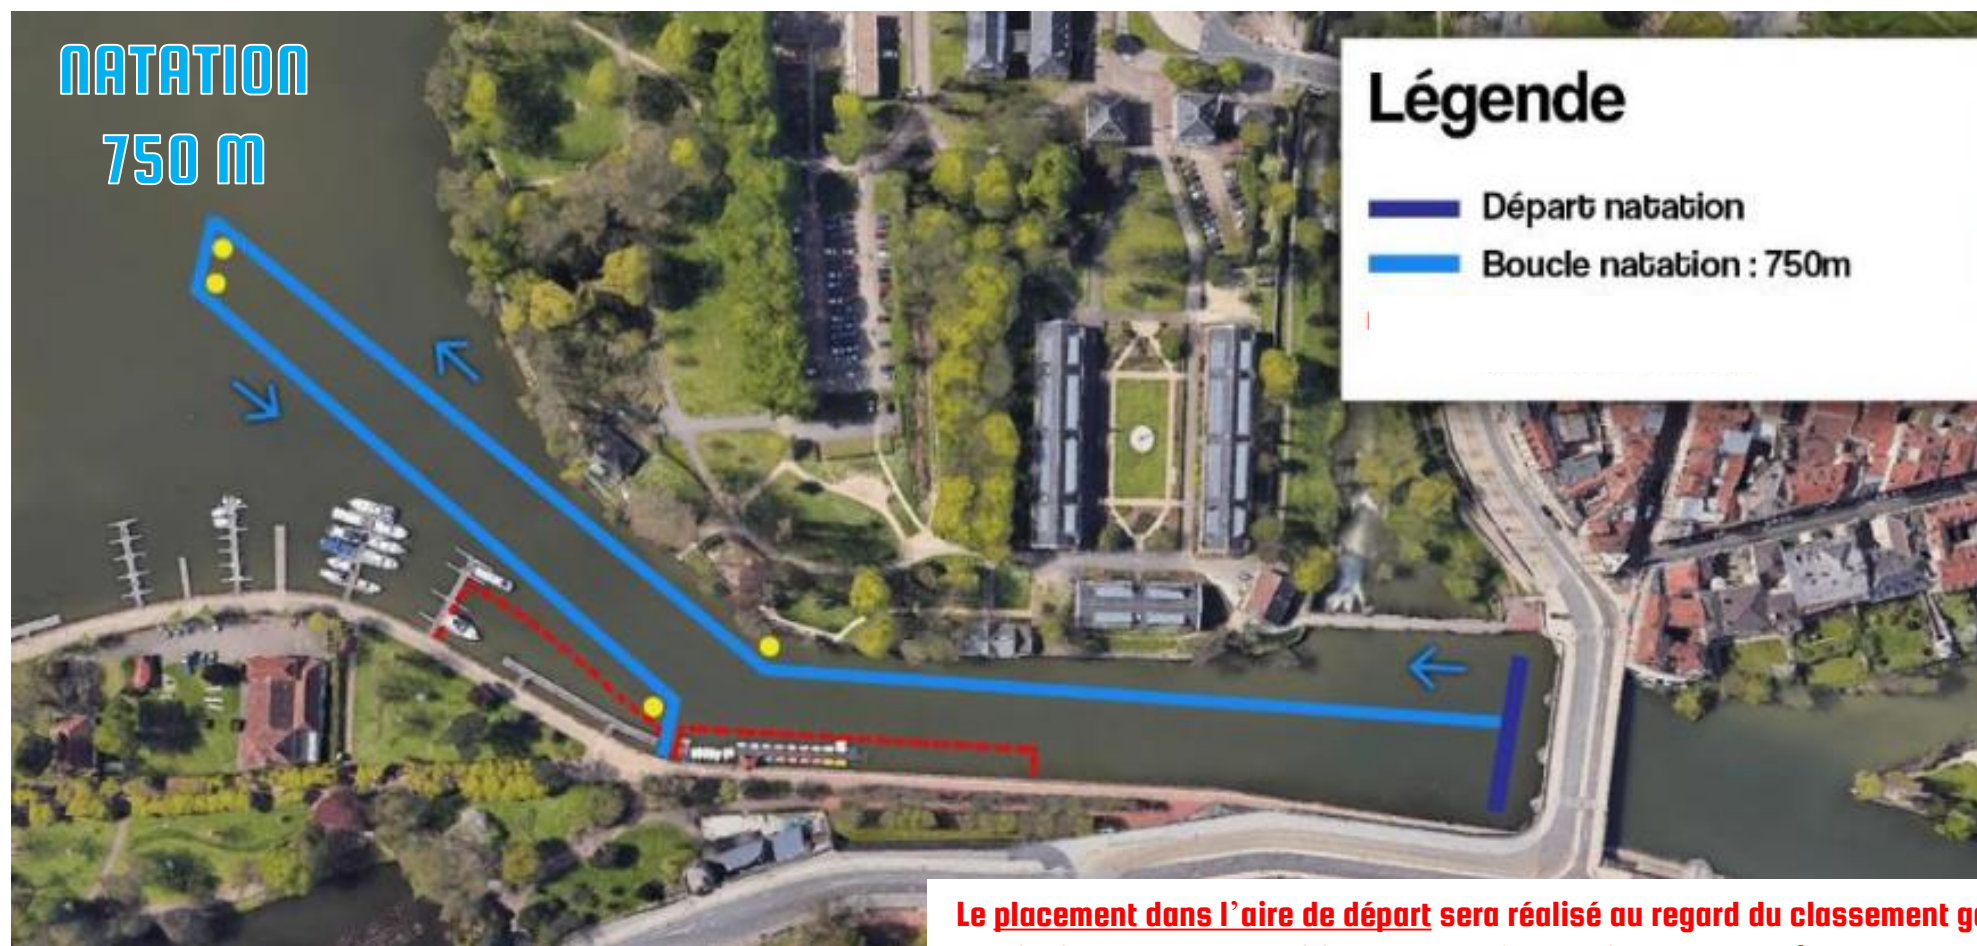 NATATION
750 M
Légende
Départ natation
Boucle natation : 750m
Le placement dans l’aire de départ sera réalisé au regard du classement